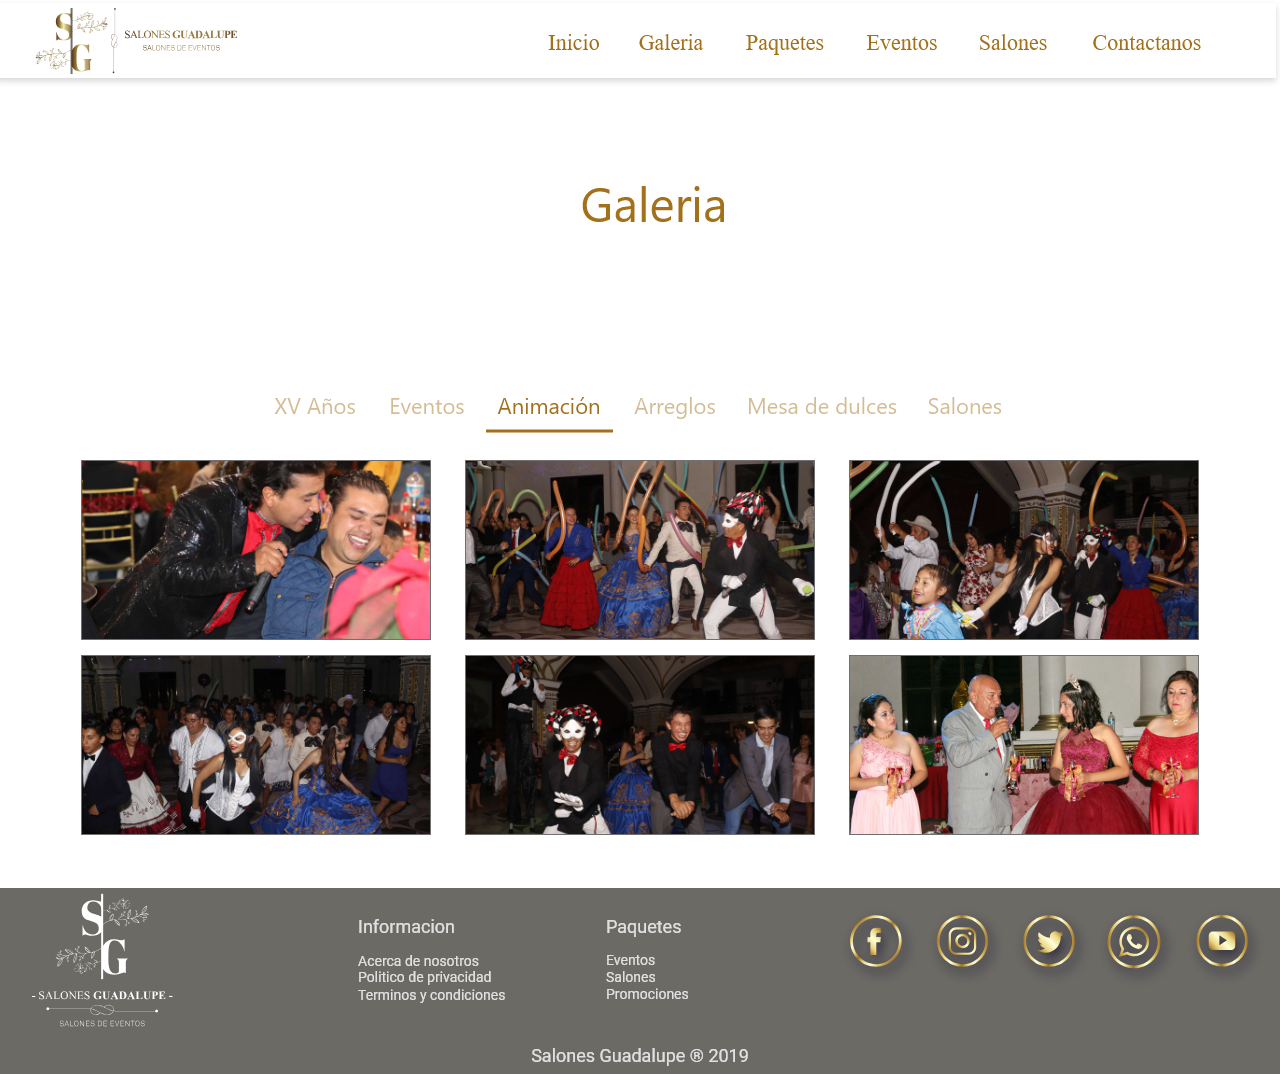 S
G
SALONES GUADALUPE
SALONES DE EVENTOS
Inicio Galeria Paquetes Eventos Salones Contactanos
Galeria
XV Años Eventos Animación Arreglos Mesa de dulces Salones
S
G
- SALONES GUADALUPE -
SALONES DE EVENTOS
Informacion
Acerca de nosotros
Politico de privacidad
Terminos y condiciones
Paquetes
Eventos
Salones
Promociones
Salones Guadalupe ® 2019